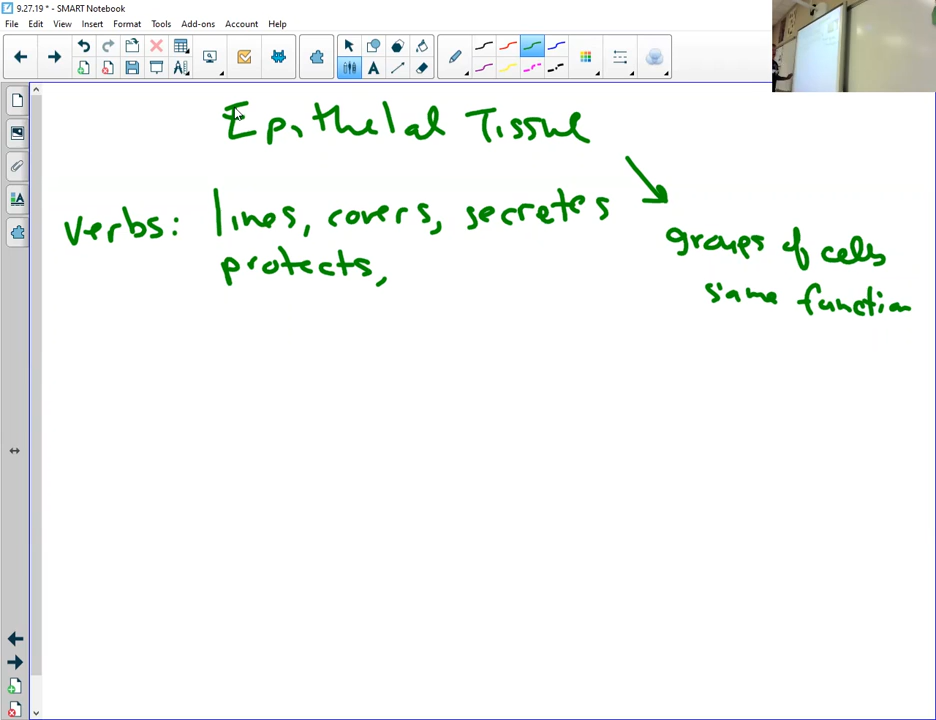 9.27.19 * - SMART Notebook
File Edit View Insert Format Tools Add-ons Account Help
Epithelal Tissue
verbs: lines, covers, secretes
protects,
groups of cells
same function